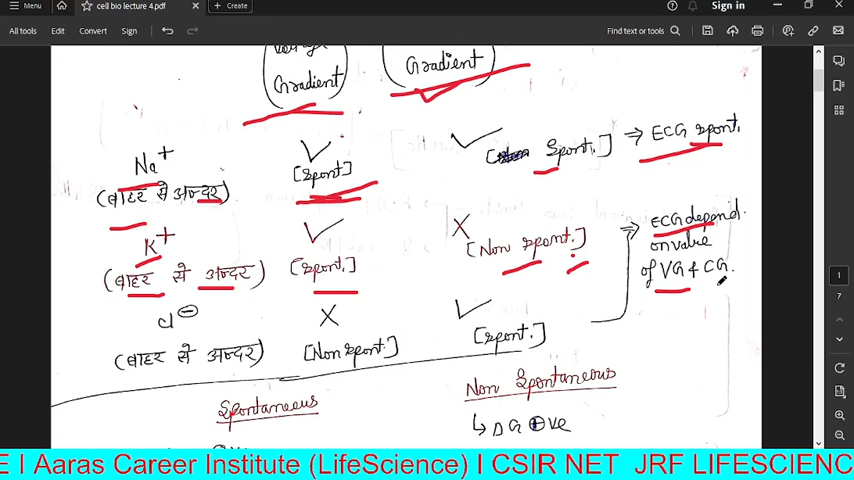 Menu
cell bio lecture 4.pdf
+ Create
Sign in
All tools Edit Convert Sign
Find text or tools
Gradient
Gradient
Na+ [Spont] [Spont.] ⇒ ECG spont.
(बाहर से अन्दर)
K+ X ⇒ ECG depend
[Non spont.] on value
(बाहर से अन्दर) [Spont.] of VG & CG.
Cl⊖ X
(बाहर से अन्दर) [Non Spont.] [Spont.]
Spontaneous Non Spontaneous
↳ ΔG ⊕ve
1
7
E I Aaras Career Institute (LifeScience) I CSIR NET JRF LIFESCIENC